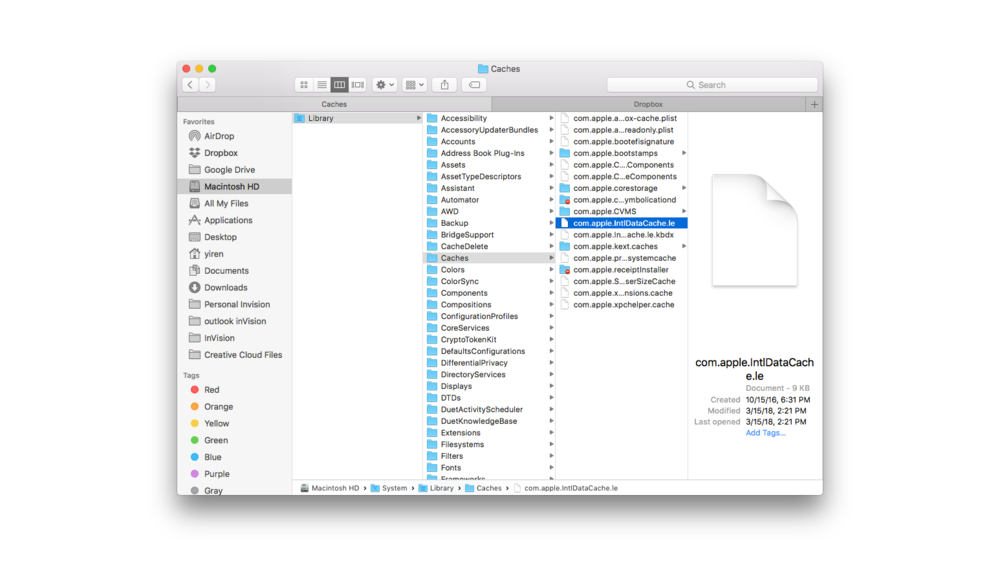 Caches
Search
Caches
Dropbox
Favorites
AirDrop
Dropbox
Google Drive
Macintosh HD
All My Files
Applications
Desktop
yiren
Documents
Downloads
Personal Invision
outlook inVision
InVision
Creative Cloud Files
Tags
Red
Orange
Yellow
Green
Blue
Purple
Gray
Library
Accessibility
AccessoryUpdaterBundles
Accounts
Address Book Plug-Ins
Assets
AssetTypeDescriptors
Assistant
Automator
AWD
Backup
BridgeSupport
CacheDelete
Caches
Colors
ColorSync
Components
Compositions
ConfigurationProfiles
CoreServices
CryptoTokenKit
DefaultsConfigurations
DifferentialPrivacy
DirectoryServices
Displays
DTDs
DuetActivityScheduler
DuetKnowledgeBase
Extensions
Filesystems
Filters
Fonts
Frameworks
com.apple.a...ox-cache.plist
com.apple.a...readonly.plist
com.apple.bootefisignature
com.apple.bootstamps
com.apple.C...Components
com.apple.C...eComponents
com.apple.corestorage
com.apple.c...ymbolicationd
com.apple.CVMS
com.apple.IntlDataCache.le
com.apple.In...ache.le.kbdx
com.apple.kext.caches
com.apple.pr...systemcache
com.apple.receiptInstaller
com.apple.S...serSizeCache
com.apple.x...nsions.cache
com.apple.xpchelper.cache
com.apple.IntlDataCach
e.le
Document - 9 KB
Created 10/15/16, 6:31 PM
Modified 3/15/18, 2:21 PM
Last opened 3/15/18, 2:21 PM
Add Tags...
Macintosh HD System Library Caches com.apple.IntlDataCache.le